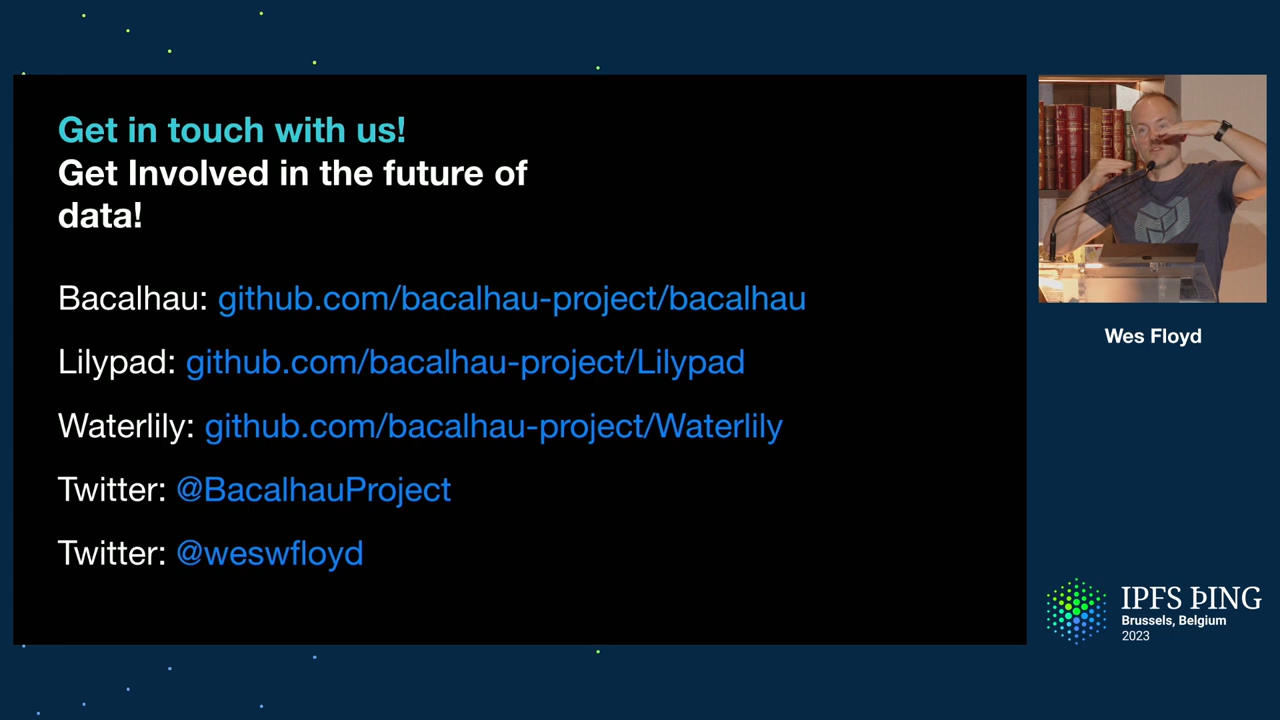 Get in touch with us!
Get Involved in the future of
data!
Bacalhau: github.com/bacalhau-project/bacalhau
Lilypad: github.com/bacalhau-project/Lilypad
Waterlily: github.com/bacalhau-project/Waterlily
Twitter: @BacalhauProject
Twitter: @weswfloyd
Wes Floyd
IPFS ÞING
Brussels, Belgium
2023